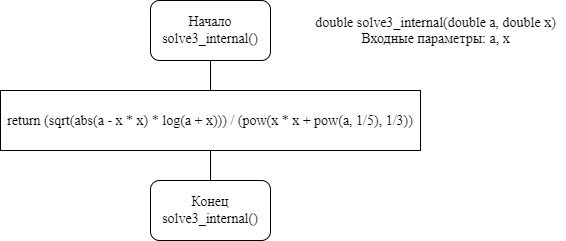 Начало
solve3_internal()
double solve3_internal(double a, double x)
Входные параметры: a, x
return (sqrt(abs(a - x * x) * log(a + x))) / (pow(x * x + pow(a, 1/5), 1/3))
Конец
solve3_internal()